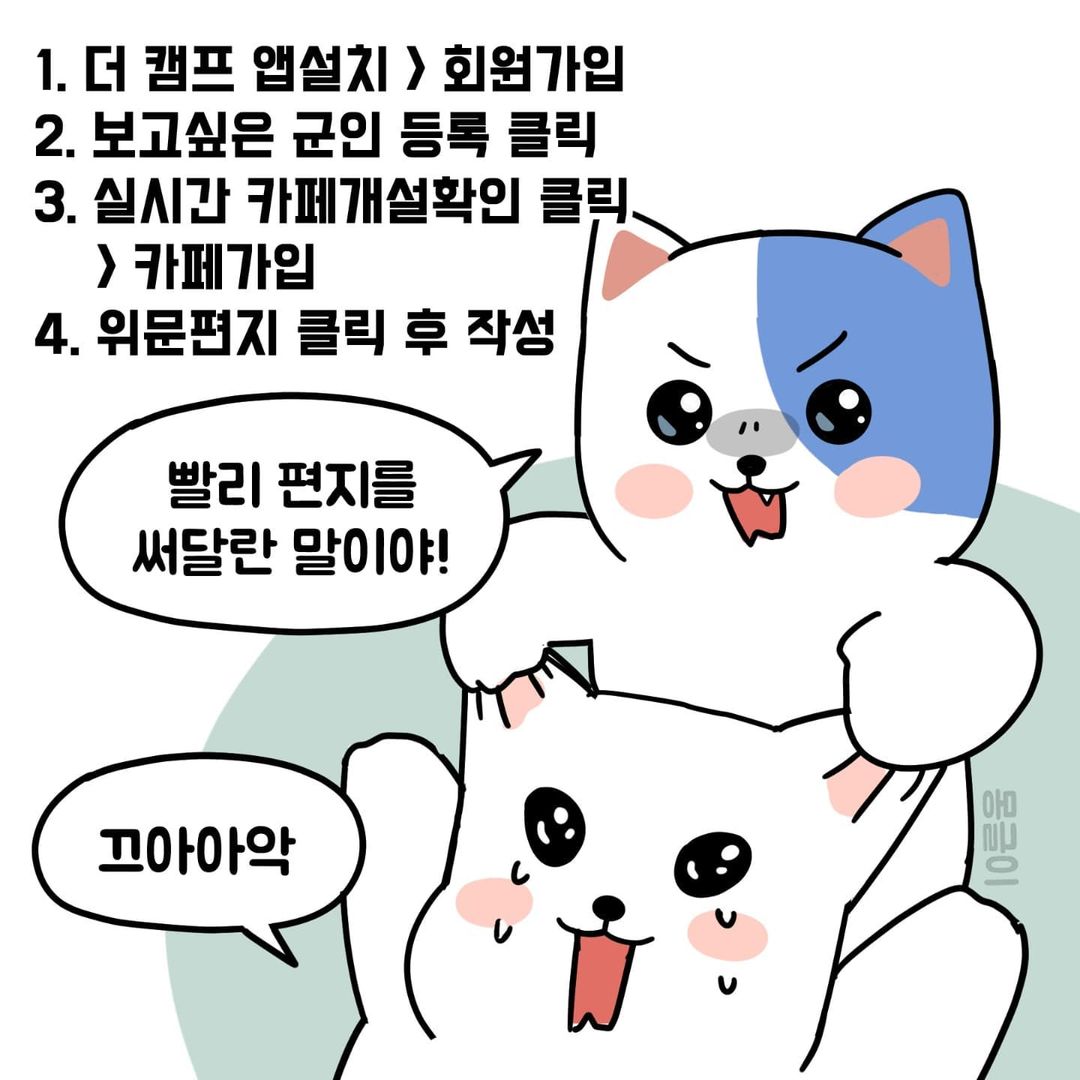 1. 더 캠프 앱설치 > 회원가입
2. 보고싶은 군인 등록 클릭
3. 실시간 카페개설확인 클릭
> 카페가입
4. 위문편지 클릭 후 작성
빨리 편지를
써달란 말이야!
끄아아악
몽글이